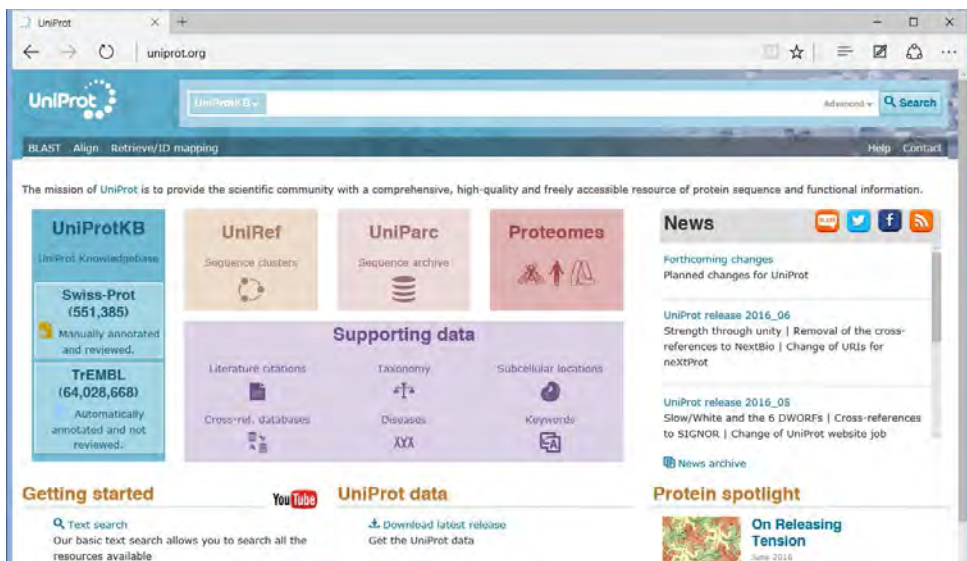 UniProt
uniprot.org
UniProt
UniProtKB
Advanced
Search
BLAST Align Retrieve/ID mapping
Help Contact
The mission of UniProt is to provide the scientific community with a comprehensive, high-quality and freely accessible resource of protein sequence and functional information.
UniProtKB
UniProt Knowledgebase
Swiss-Prot
(551,385)
Manually annotated
and reviewed.
TrEMBL
(64,028,668)
Automatically
annotated and not
reviewed.
UniRef
Sequence clusters
UniParc
Sequence archive
Proteomes
Supporting data
Literature citations
Taxonomy
Subcellular locations
Cross-ref. databases
Diseases
Keywords
News
Forthcoming changes
Planned changes for UniProt
UniProt release 2016_06
Strength through unity | Removal of the cross-
references to NextBio | Change of URIs for
neXtProt
UniProt release 2016_05
Slow/White and the 6 DWORFs | Cross-references
to SIGNOR | Change of UniProt website job
News archive
Getting started
YouTube
Text search
Our basic text search allows you to search all the
resources available
UniProt data
Download latest release
Get the UniProt data
Protein spotlight
On Releasing
Tension
June 2016